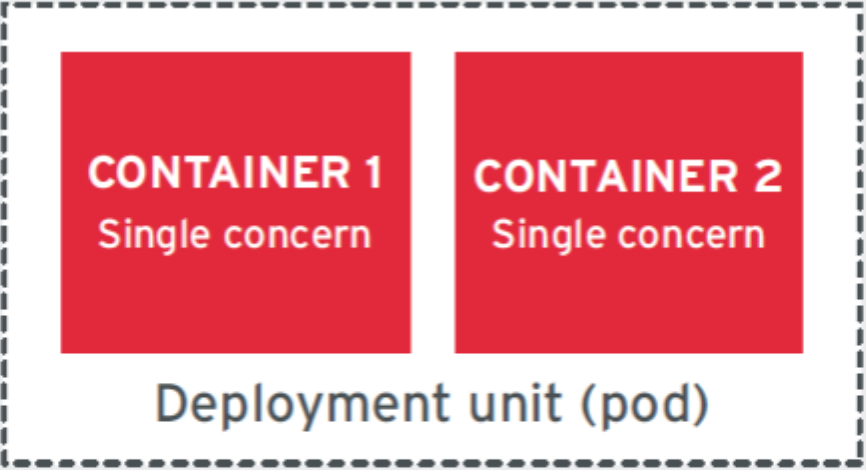 CONTAINER 1
Single concern
CONTAINER 2
Single concern
Deployment unit (pod)